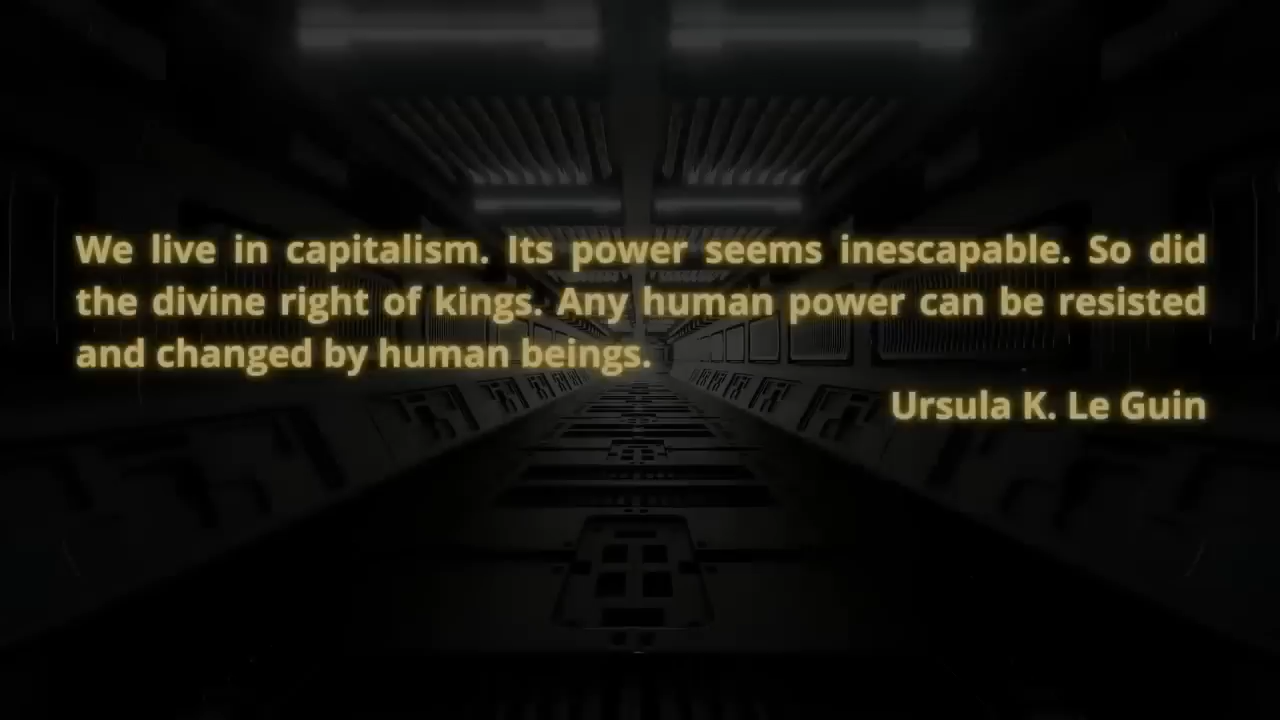 We live in capitalism. Its power seems inescapable. So did
the divine right of kings. Any human power can be resisted
and changed by human beings.
Ursula K. Le Guin